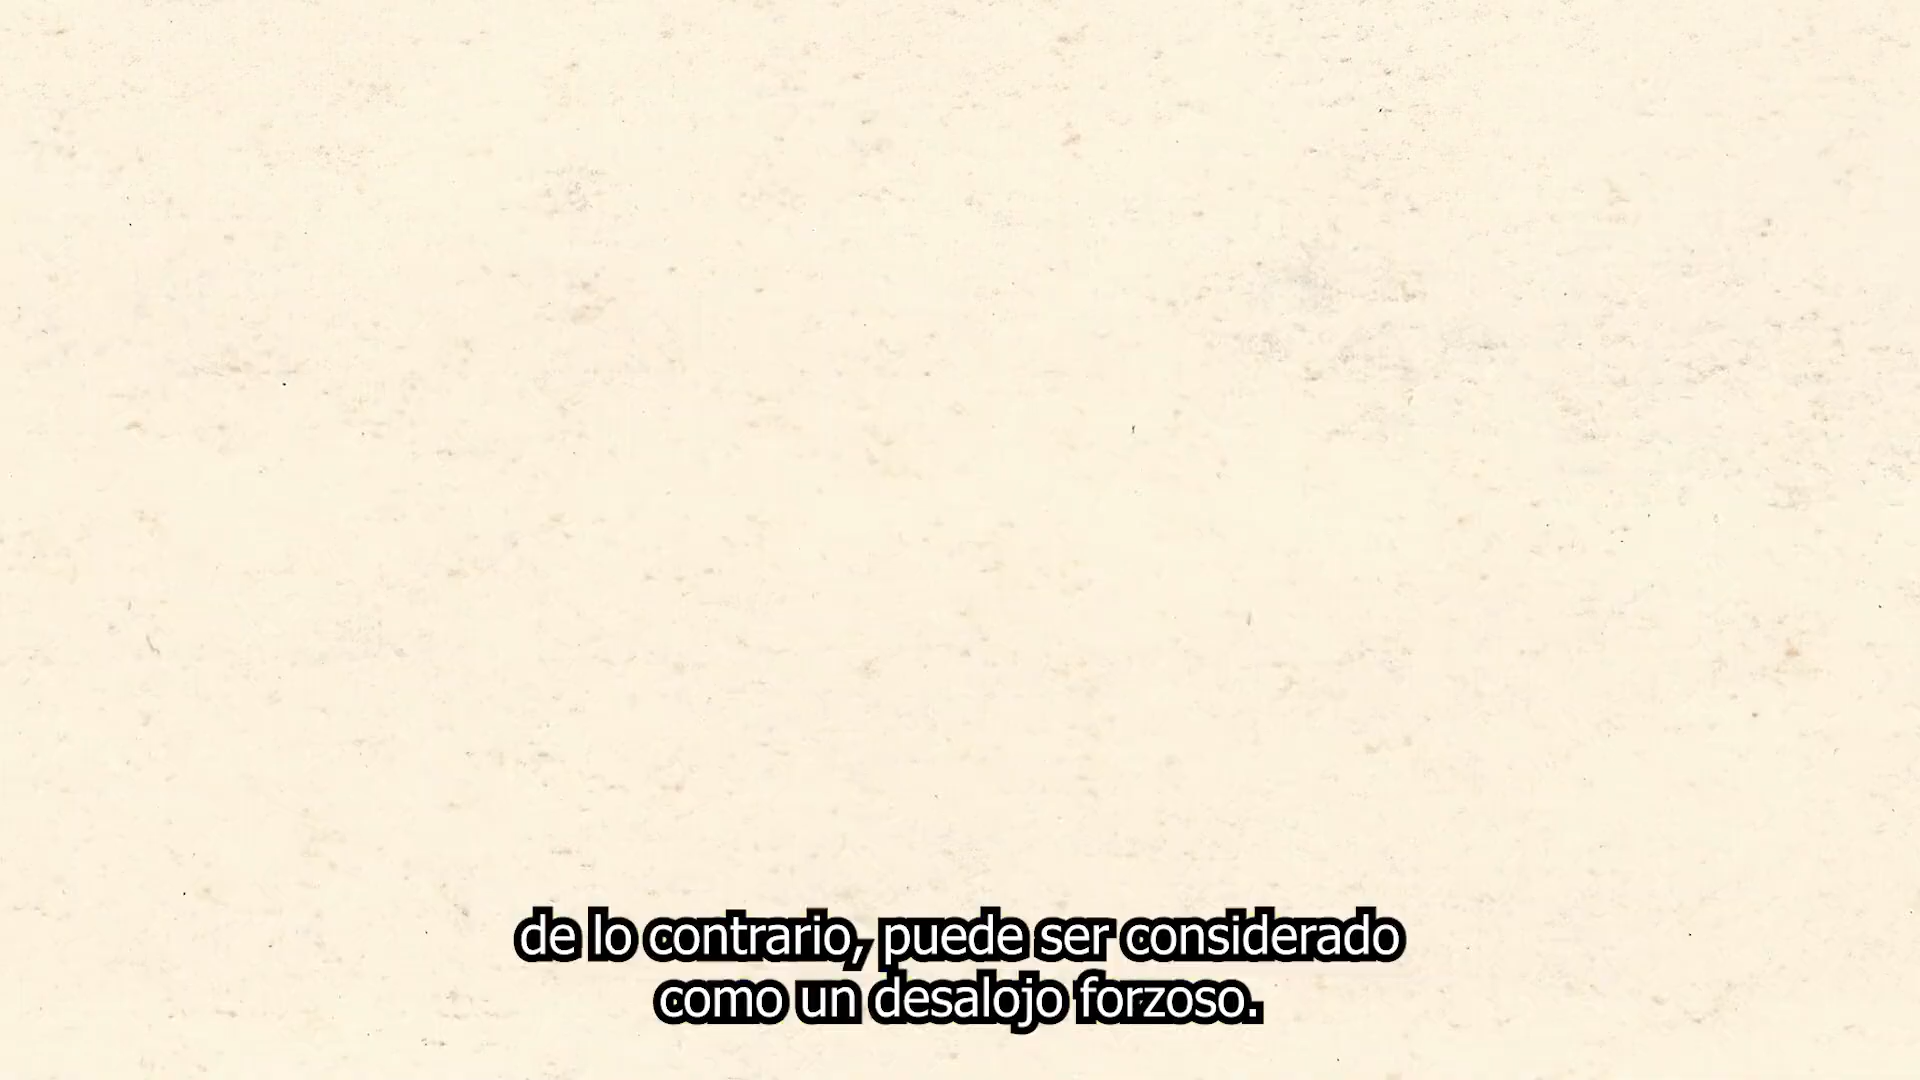 de lo contrario, puede ser considerado
como un desalojo forzoso.